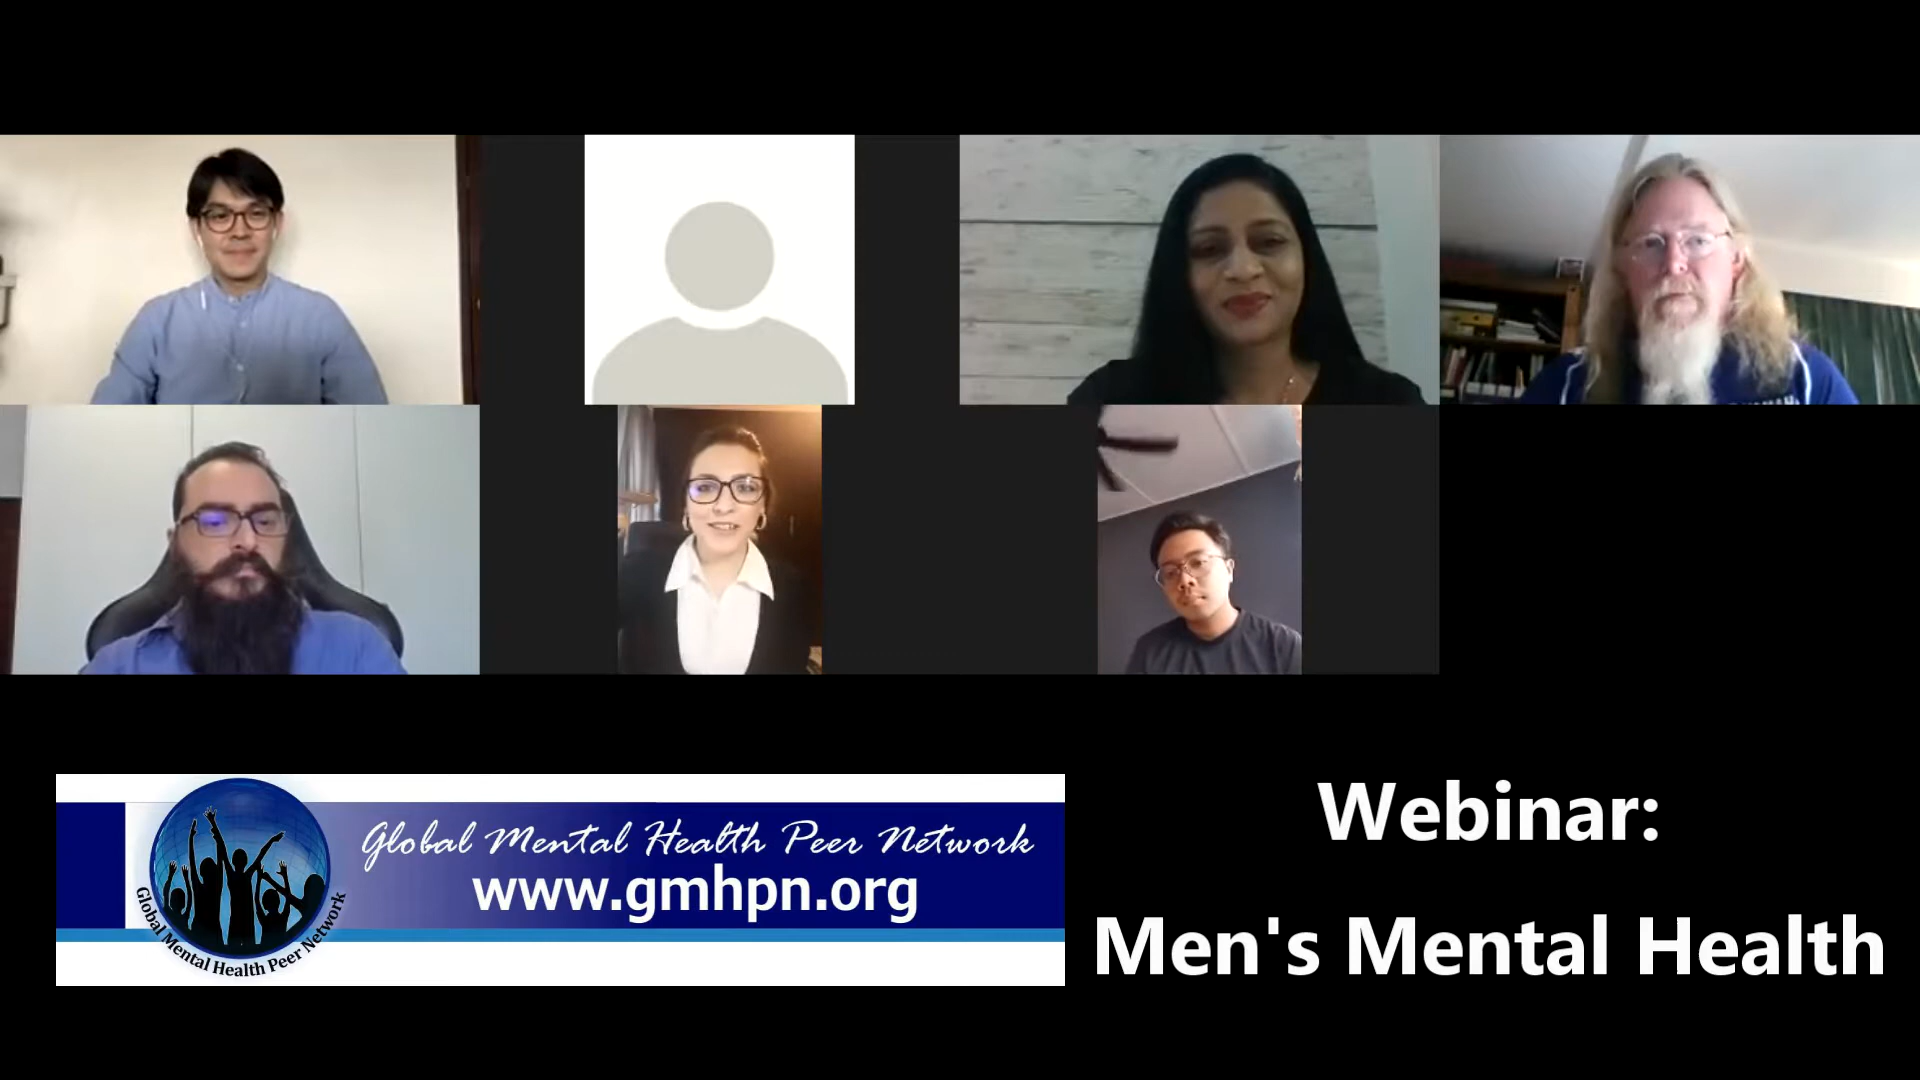 Global Mental Health Peer Network
www.gmhpn.org
Global Mental Health Peer Network
Webinar:
Men's Mental Health